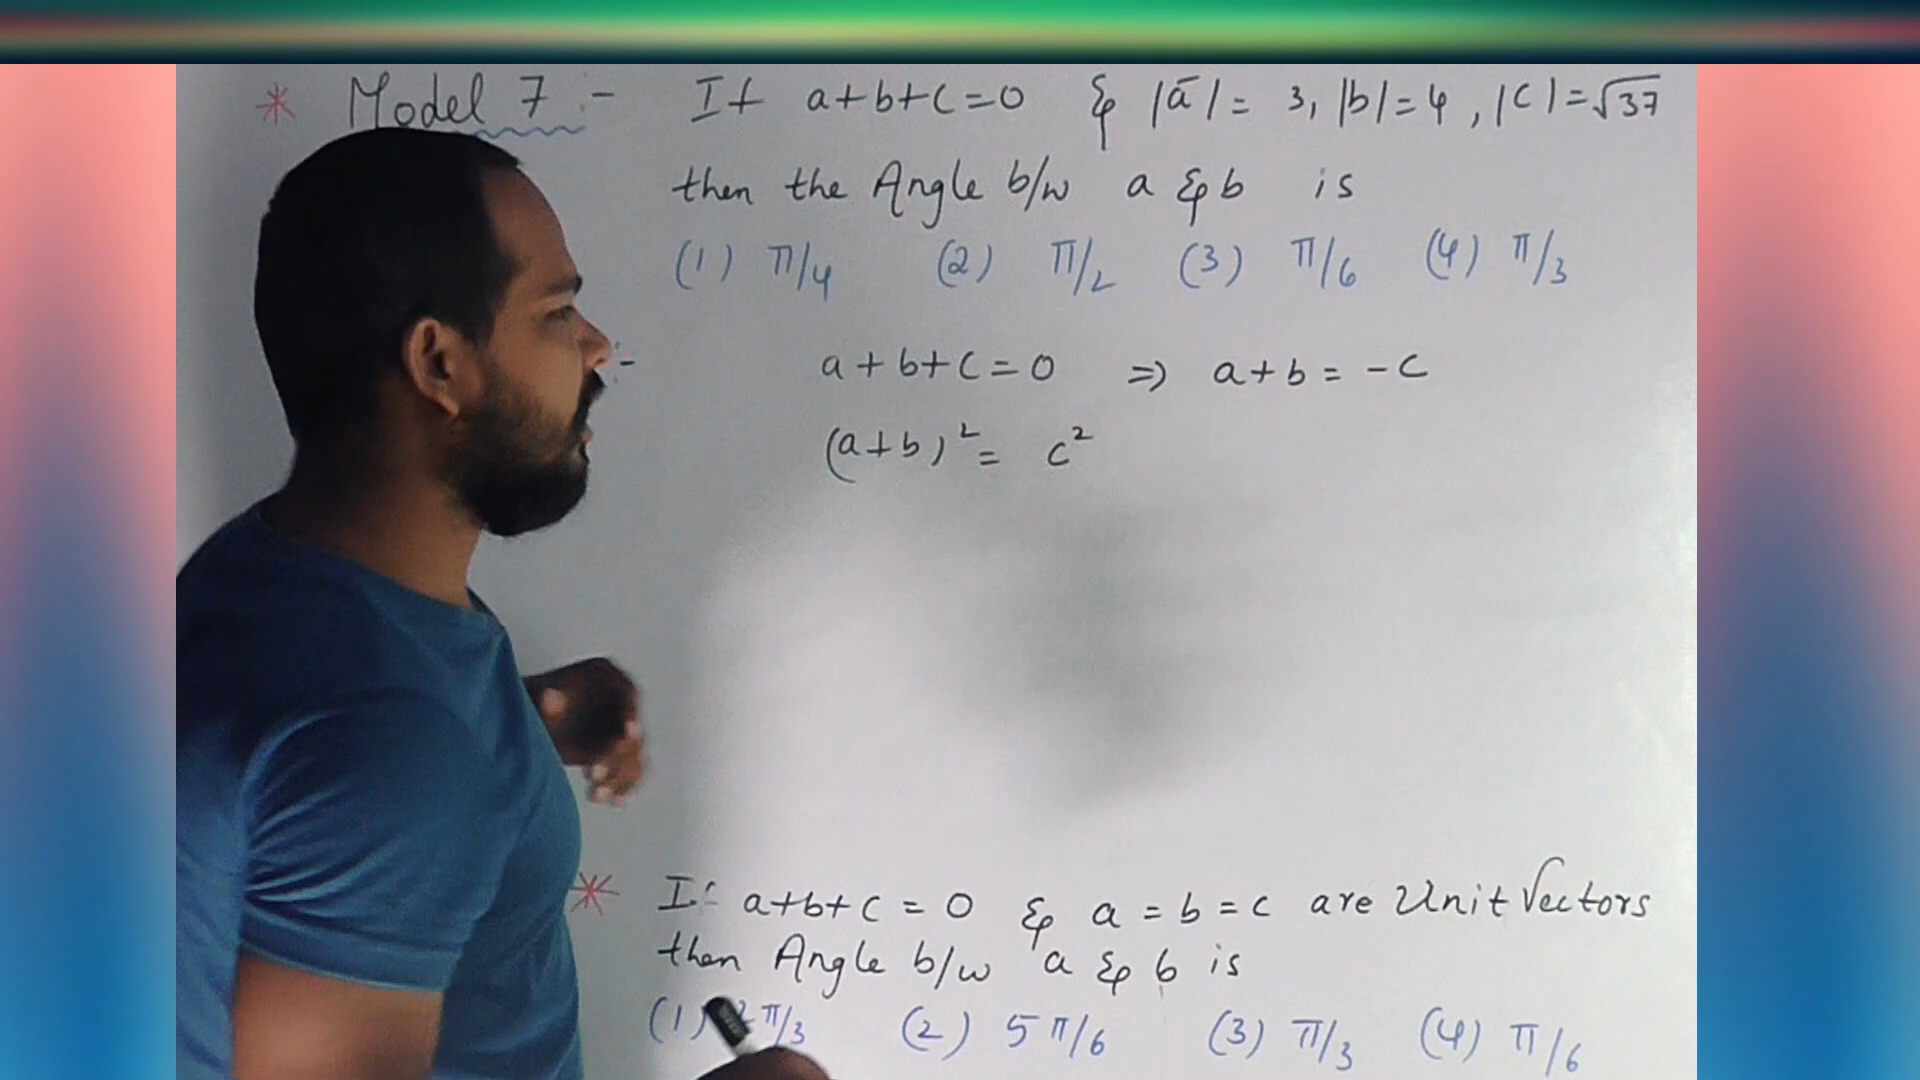 * Model 7 :- If a+b+c=0 & |a̅|= 3, |b|=4, |c|=√37
then the Angle b/w a & b is
(1) π/4 (2) π/2 (3) π/6 (4) π/3
:- a+b+c=0 => a+b = -c
(a+b)² = c²
* If a+b+c = 0 & a = b = c are Unit Vectors
then Angle b/w a & b is
(1) 2π/3 (2) 5π/6 (3) π/3 (4) π/6